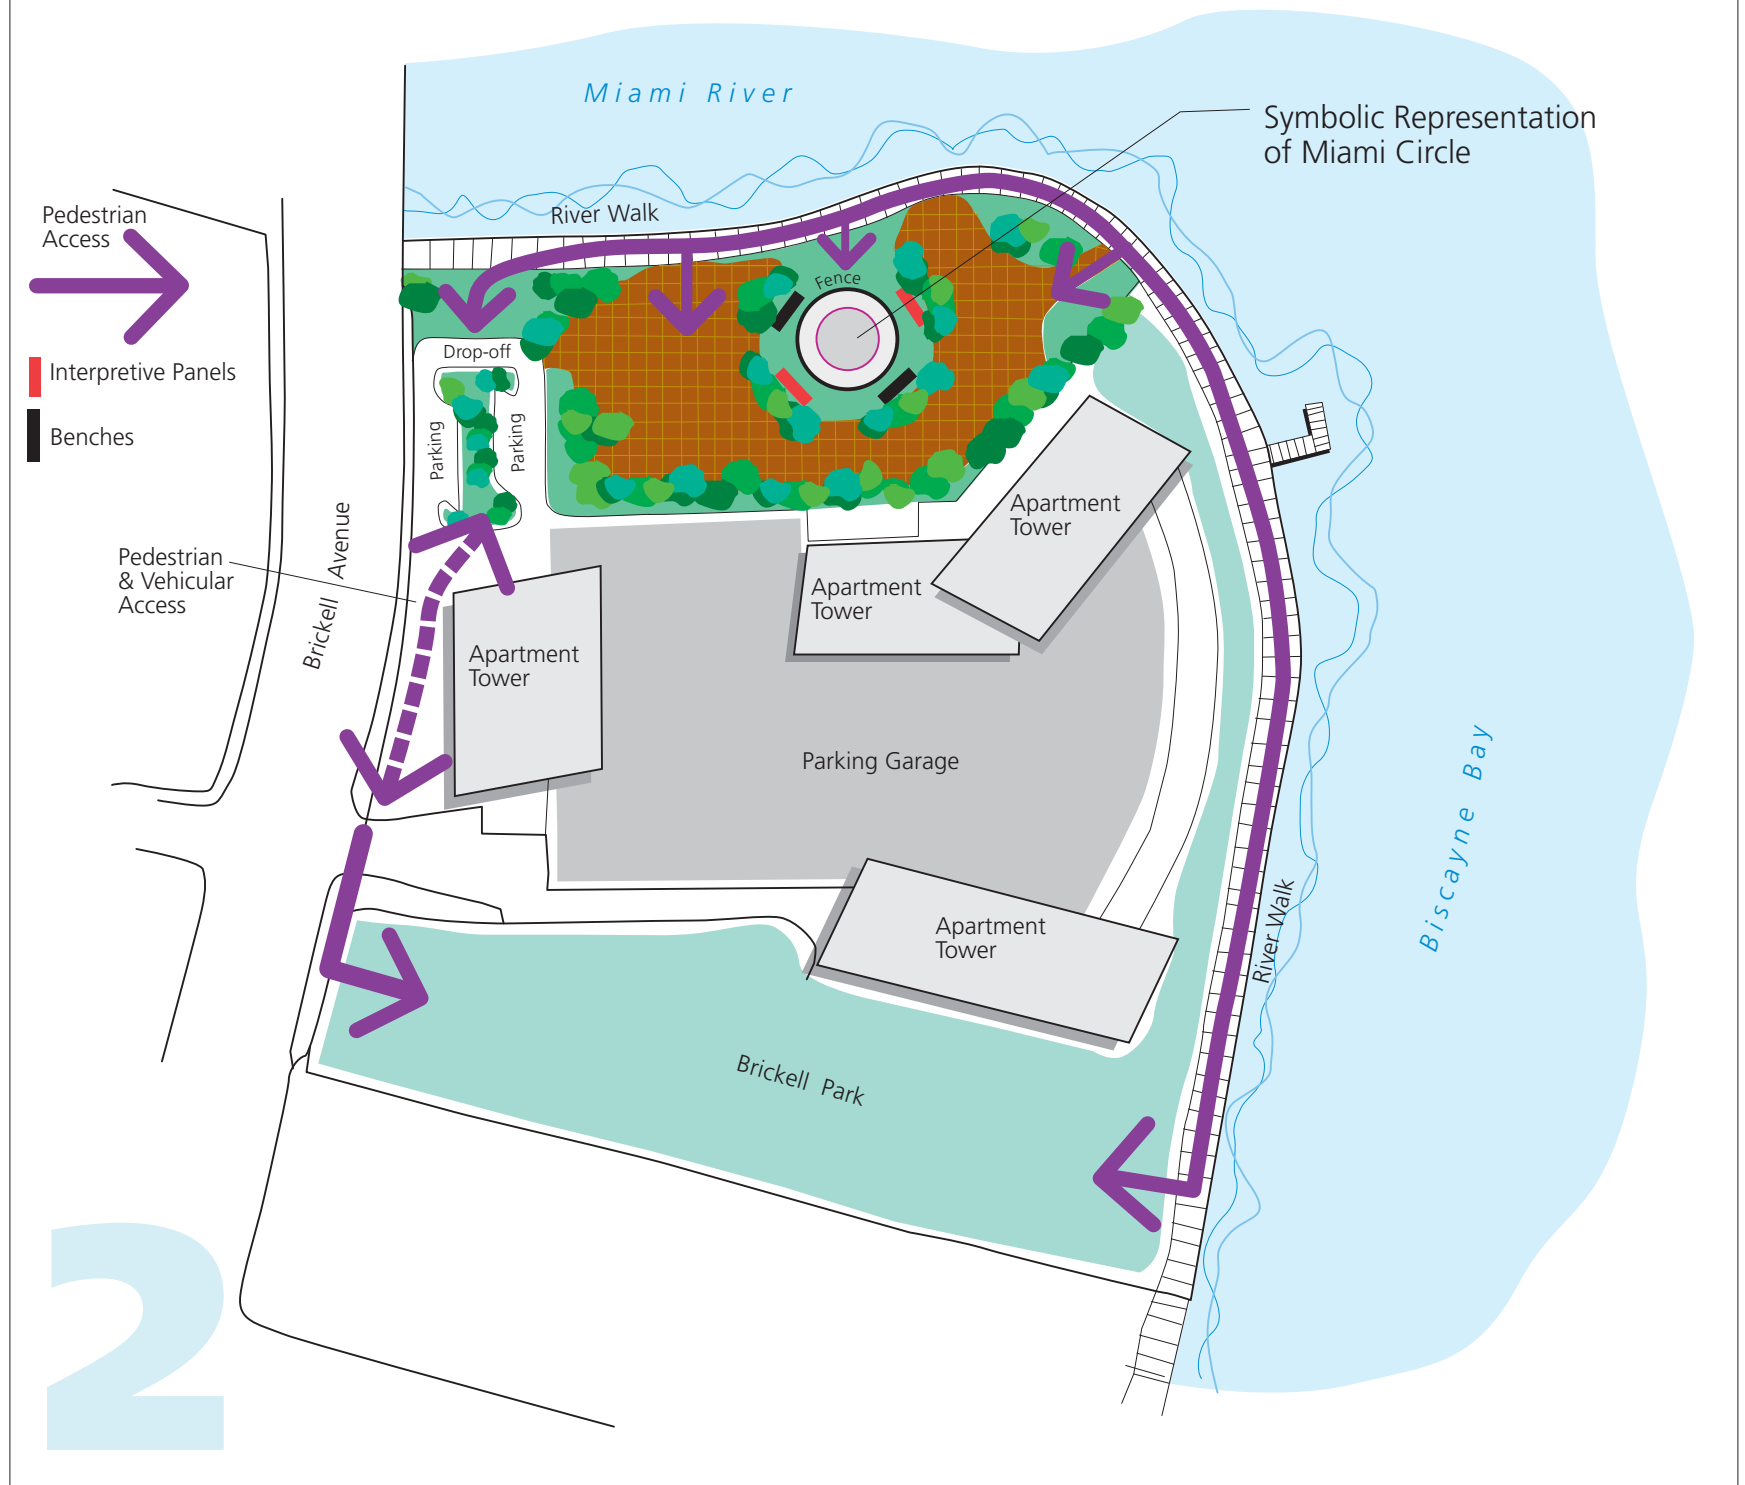 Miami River
Symbolic Representation
of Miami Circle
Pedestrian
Access
River Walk
Fence
Interpretive Panels
Drop-off
Benches
Parking
Parking
Apartment
Tower
Brickell Avenue
Pedestrian
& Vehicular
Access
Apartment
Tower
Apartment
Tower
Parking Garage
Biscayne Bay
River Walk
Apartment
Tower
Brickell Park
2